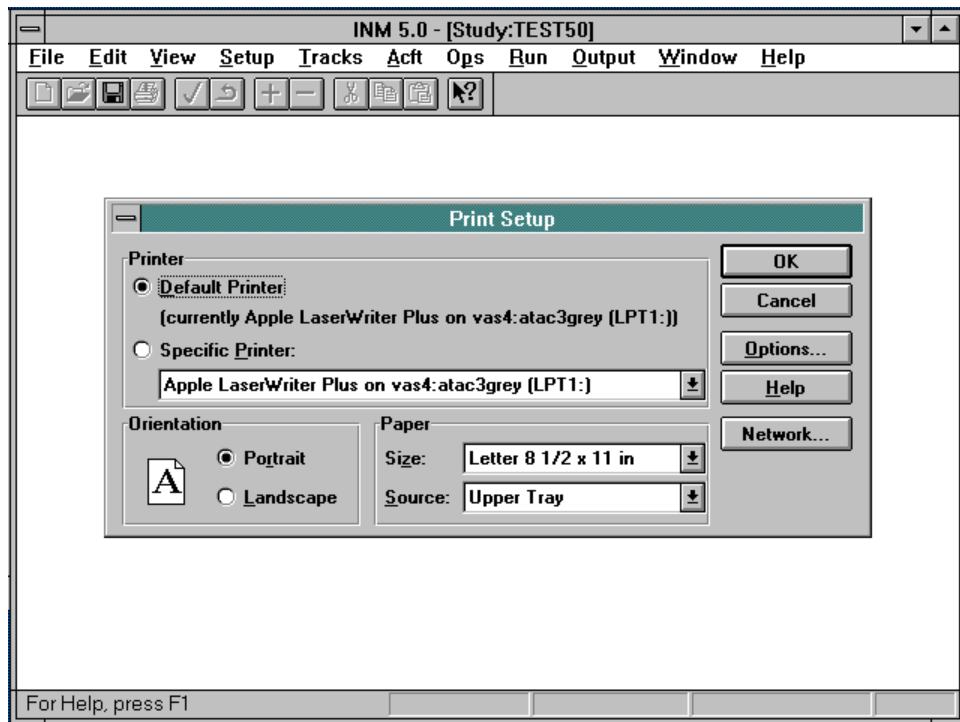 INM 5.0 - [Study:TEST50]
File Edit View Setup Tracks Acft Ops Run Output Window Help
Print Setup
Printer
Default Printer
(currently Apple LaserWriter Plus on vas4:atac3grey (LPT1:))
Specific Printer:
Apple LaserWriter Plus on vas4:atac3grey (LPT1:)
Orientation
A
Portrait
Landscape
Paper
Size: Letter 8 1/2 x 11 in
Source: Upper Tray
OK
Cancel
Options...
Help
Network...
For Help, press F1